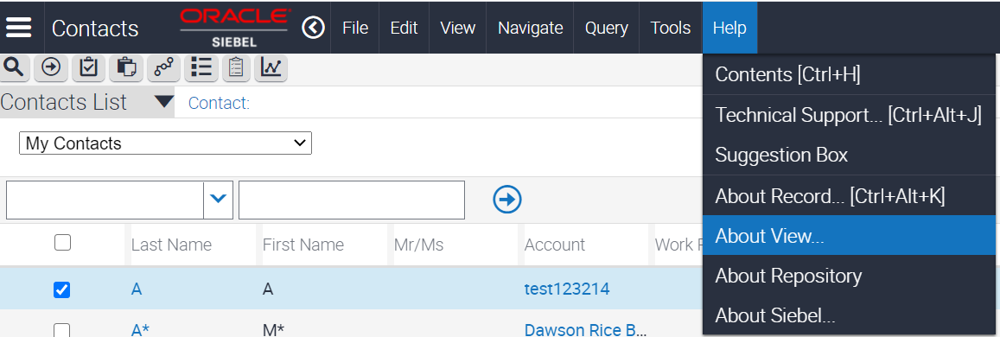 Contacts
ORACLE
SIEBEL
File Edit View Navigate Query Tools Help
Contents [Ctrl+H]
Technical Support... [Ctrl+Alt+J]
Suggestion Box
About Record... [Ctrl+Alt+K]
About View...
About Repository
About Siebel...
Contacts List Contact:
My Contacts
Last Name First Name Mr/Ms Account Work
A A test123214
A* M* Dawson Rice B...